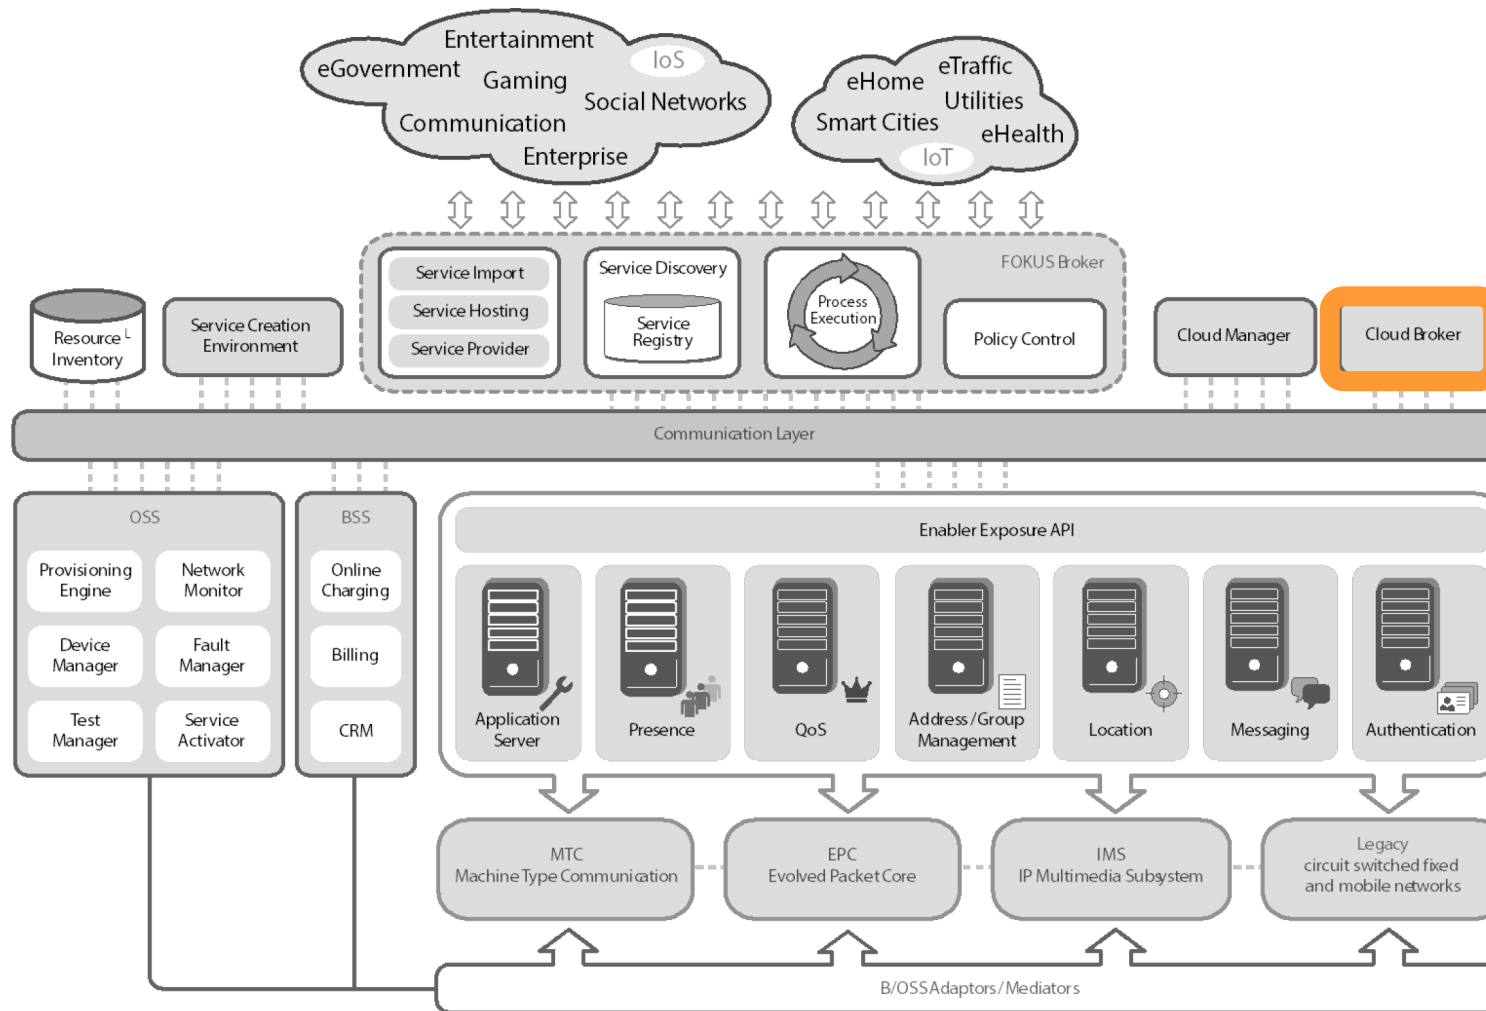 Entertainment
IoS
eGovernment
Gaming
Social Networks
Communication
Enterprise
eTraffic
eHome
Utilities
Smart Cities
eHealth
IoT
FOKUS Broker
Service Import
Service Hosting
Service Provider
Service Discovery
Service
Registry
Process
Execution
Policy Control
Resource
Inventory
Service Creation
Environment
Cloud Manager
Cloud Broker
Communication Layer
OSS
Provisioning
Engine
Network
Monitor
Device
Manager
Fault
Manager
Test
Manager
Service
Activator
BSS
Online
Charging
Billing
CRM
Enabler Exposure API
Application
Server
Presence
QoS
Address / Group
Management
Location
Messaging
Authentication
MTC
Machine Type Communication
EPC
Evolved Packet Core
IMS
IP Multimedia Subsystem
Legacy
circuit switched fixed
and mobile networks
B/OSS Adaptors / Mediators